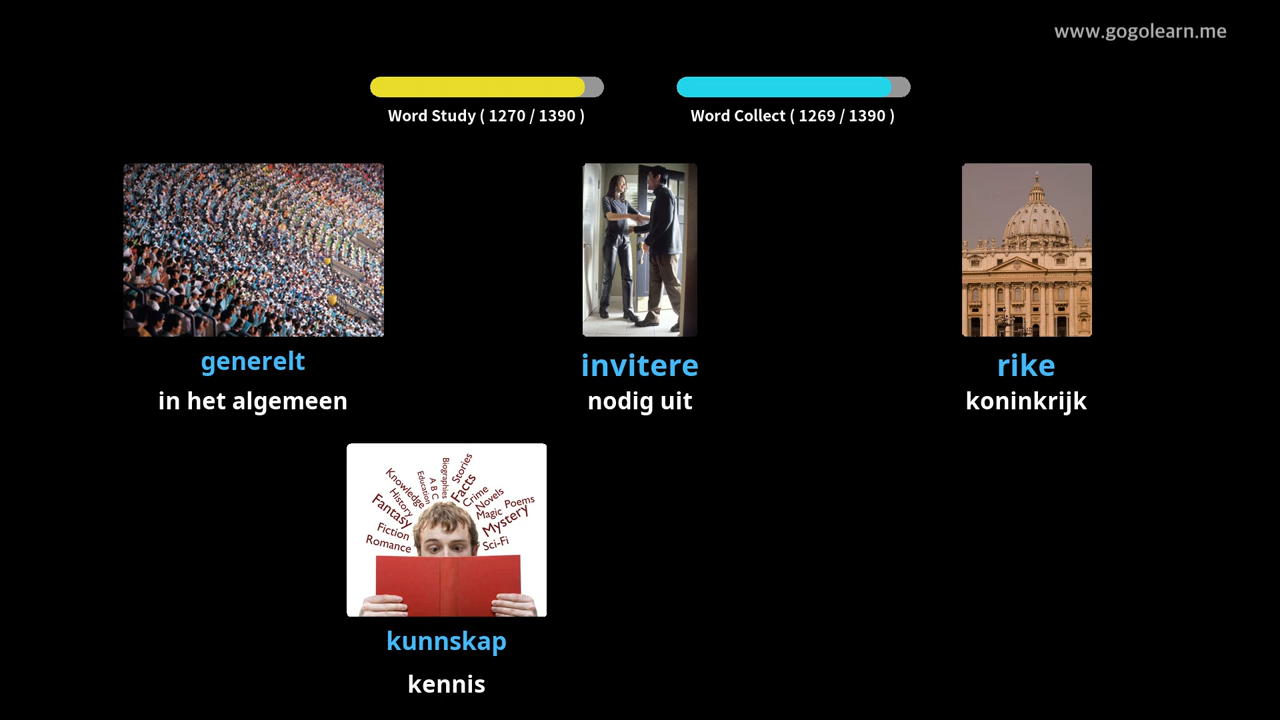 www.gogolearn.me
Word Study ( 1270 / 1390 )
Word Collect ( 1269 / 1390 )
generelt
in het algemeen
invitere
nodig uit
rike
koninkrijk
Biographies
Stories
Education
A B C
Facts
Knowledge
Crime
History
Novels
Fantasy
Magic
Poems
Mystery
Fiction
Romance
Sci-Fi
kunnskap
kennis